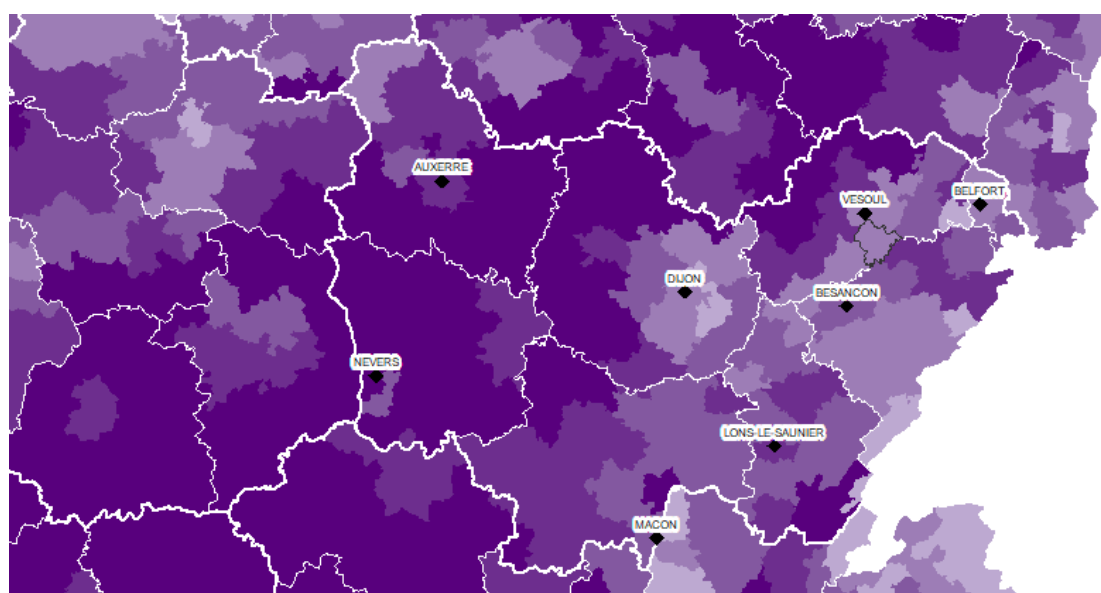 AUXERRE
BELFORT
VESOUL
DIJON
BESANCON
NEVERS
LONS-LE-SAUNIER
MACON